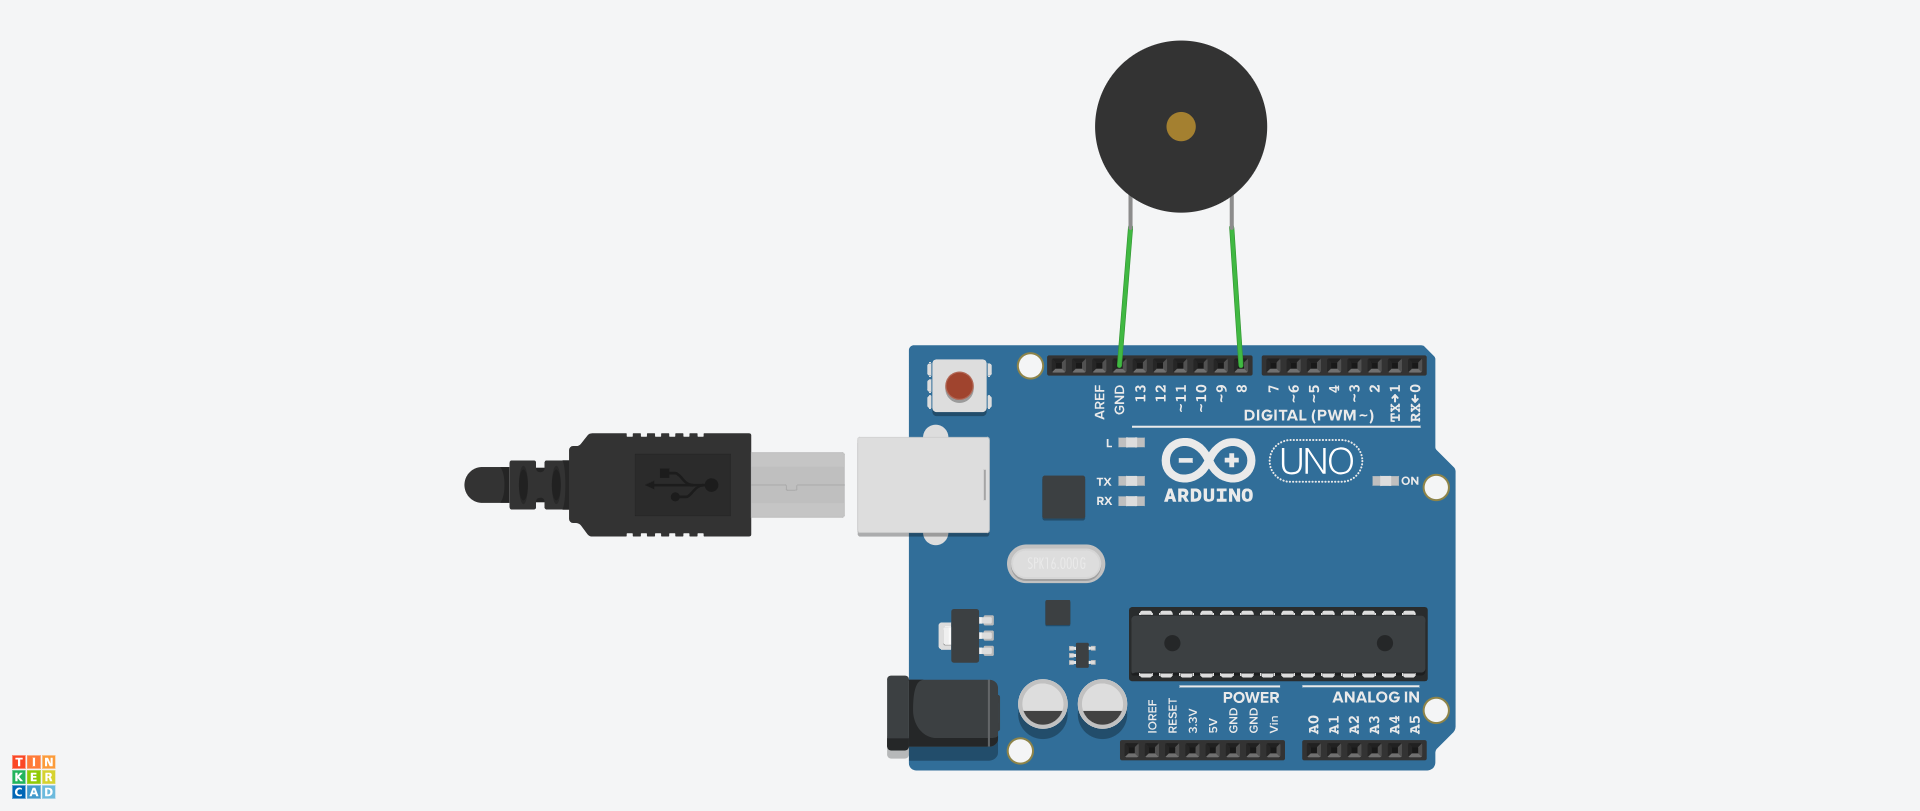 AREF
GND
13
12
~11
~10
~9
8
7
~6
~5
4
~3
2
TX→1
RX←0
DIGITAL (PWM ~)
L
TX
RX
ARDUINO
UNO
ON
SPK16.000G
POWER
ANALOG IN
IOREF
RESET
3.3V
5V
GND
GND
Vin
A0
A1
A2
A3
A4
A5
TIN
KER
CAD